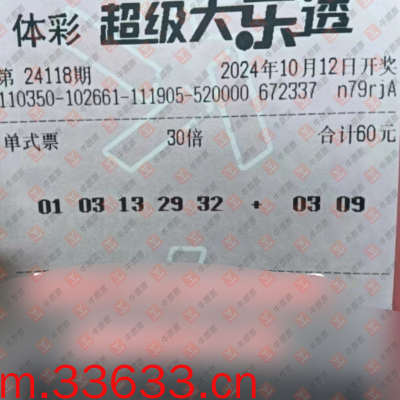 体彩 超级大乐透
第 24118期 2024年10月12日开奖
110350-102661-111905-520000 672337 n79rjA
单式票 30倍 合计60元
01 03 13 29 32 + 03 09
m.33633.cn